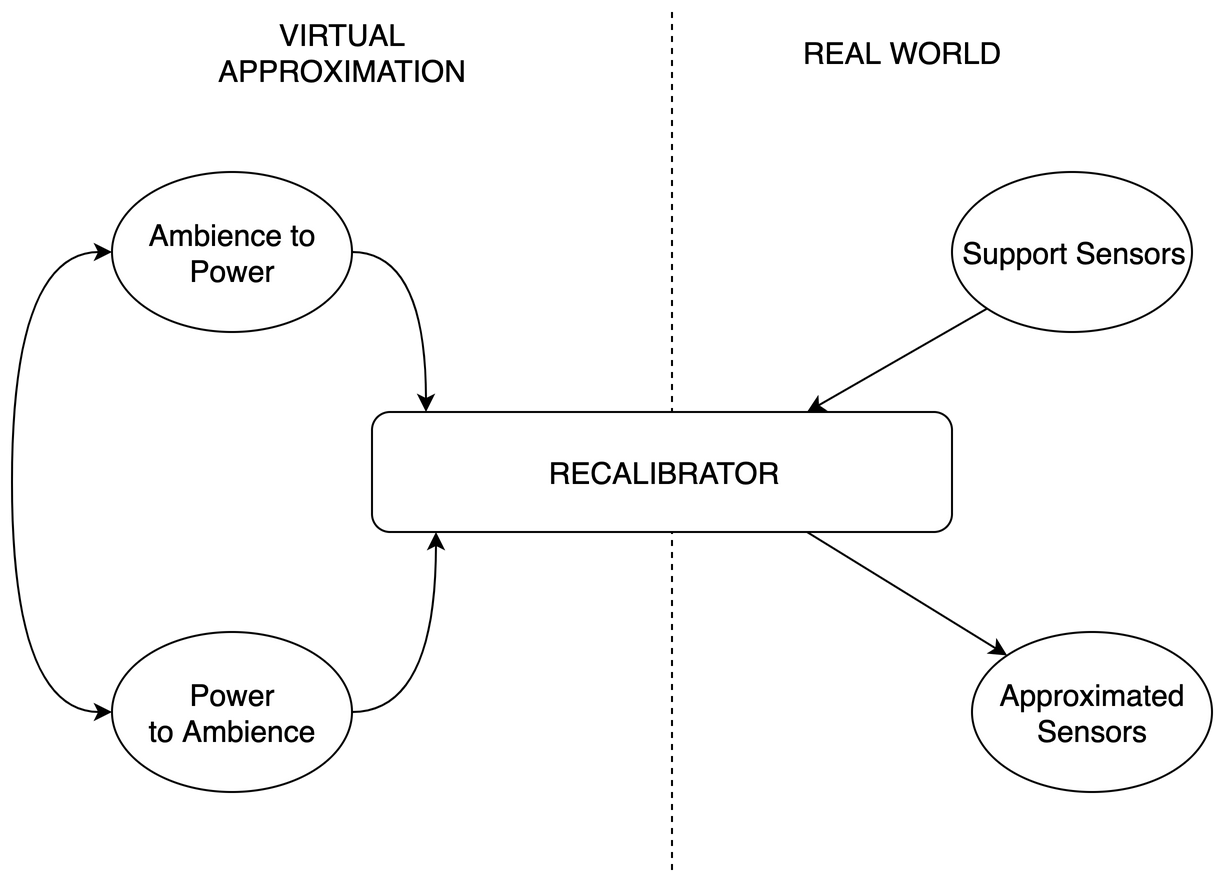 VIRTUAL
APPROXIMATION
REAL WORLD
Ambience to
Power
Support Sensors
RECALIBRATOR
Power
to Ambience
Approximated
Sensors